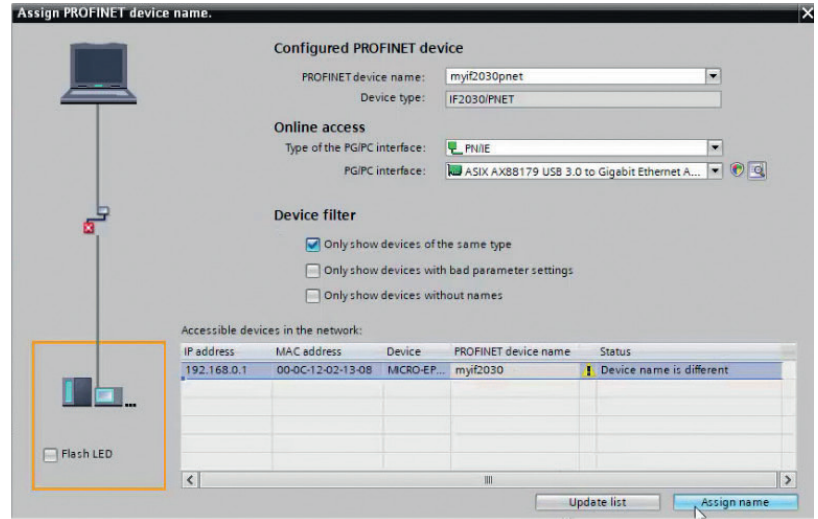 Assign PROFINET device name.
Configured PROFINET device
PROFINET device name: myif2030pnet
Device type: IF2030/PNET
Online access
Type of the PG/PC interface: PN/IE
PG/PC interface: ASIX AX88179 USB 3.0 to Gigabit Ethernet A...
Device filter
Only show devices of the same type
Only show devices with bad parameter settings
Only show devices without names
Accessible devices in the network:
IP address MAC address Device PROFINET device name Status
192.168.0.1 00-0C-12-02-13-08 MICRO-EP... myif2030 Device name is different
Flash LED
Update list Assign name